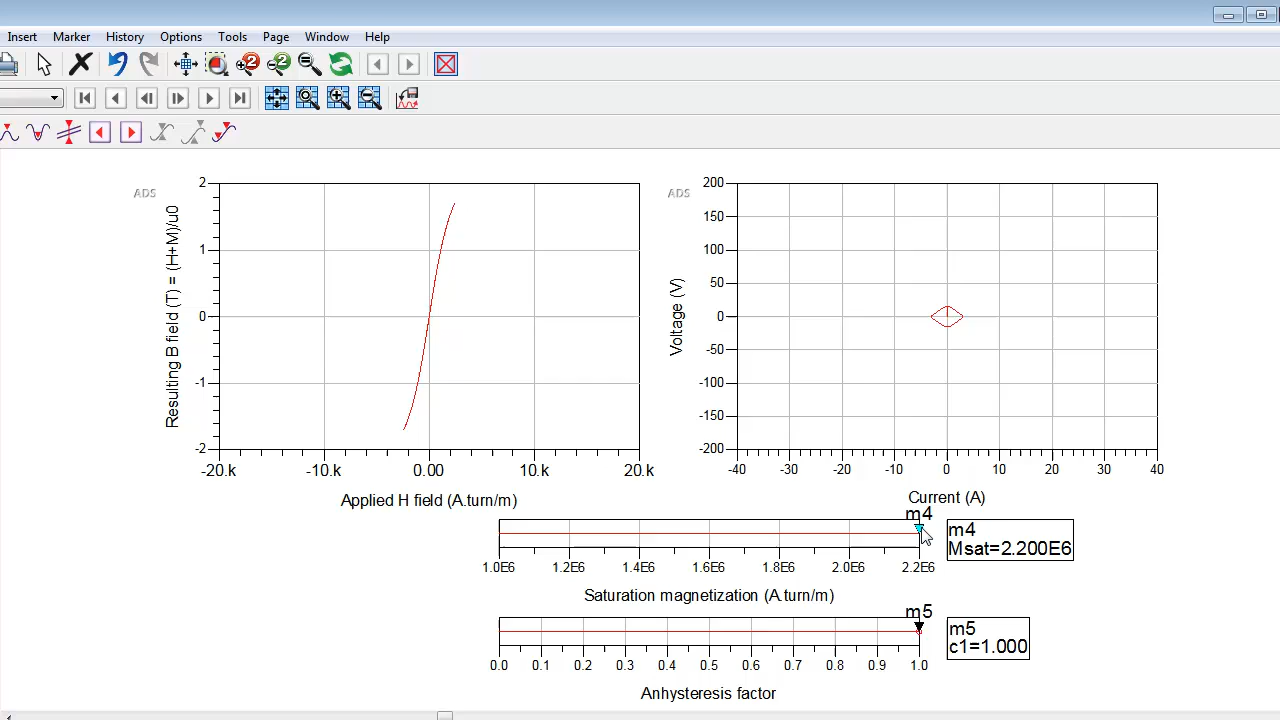 Insert Marker History Options Tools Page Window Help
ADS
Resulting B field (T) = (H+M)/u0
2
1
0
-1
-2
-20.k -10.k 0.00 10.k 20.k
Applied H field (A.turn/m)
ADS
Voltage (V)
200
150
100
50
0
-50
-100
-150
-200
-40 -30 -20 -10 0 10 20 30 40
Current (A)
m4
1.0E6 1.2E6 1.4E6 1.6E6 1.8E6 2.0E6 2.2E6
Saturation magnetization (A.turn/m)
m4
Msat=2.200E6
m5
0.0 0.1 0.2 0.3 0.4 0.5 0.6 0.7 0.8 0.9 1.0
Anhysteresis factor
m5
c1=1.000